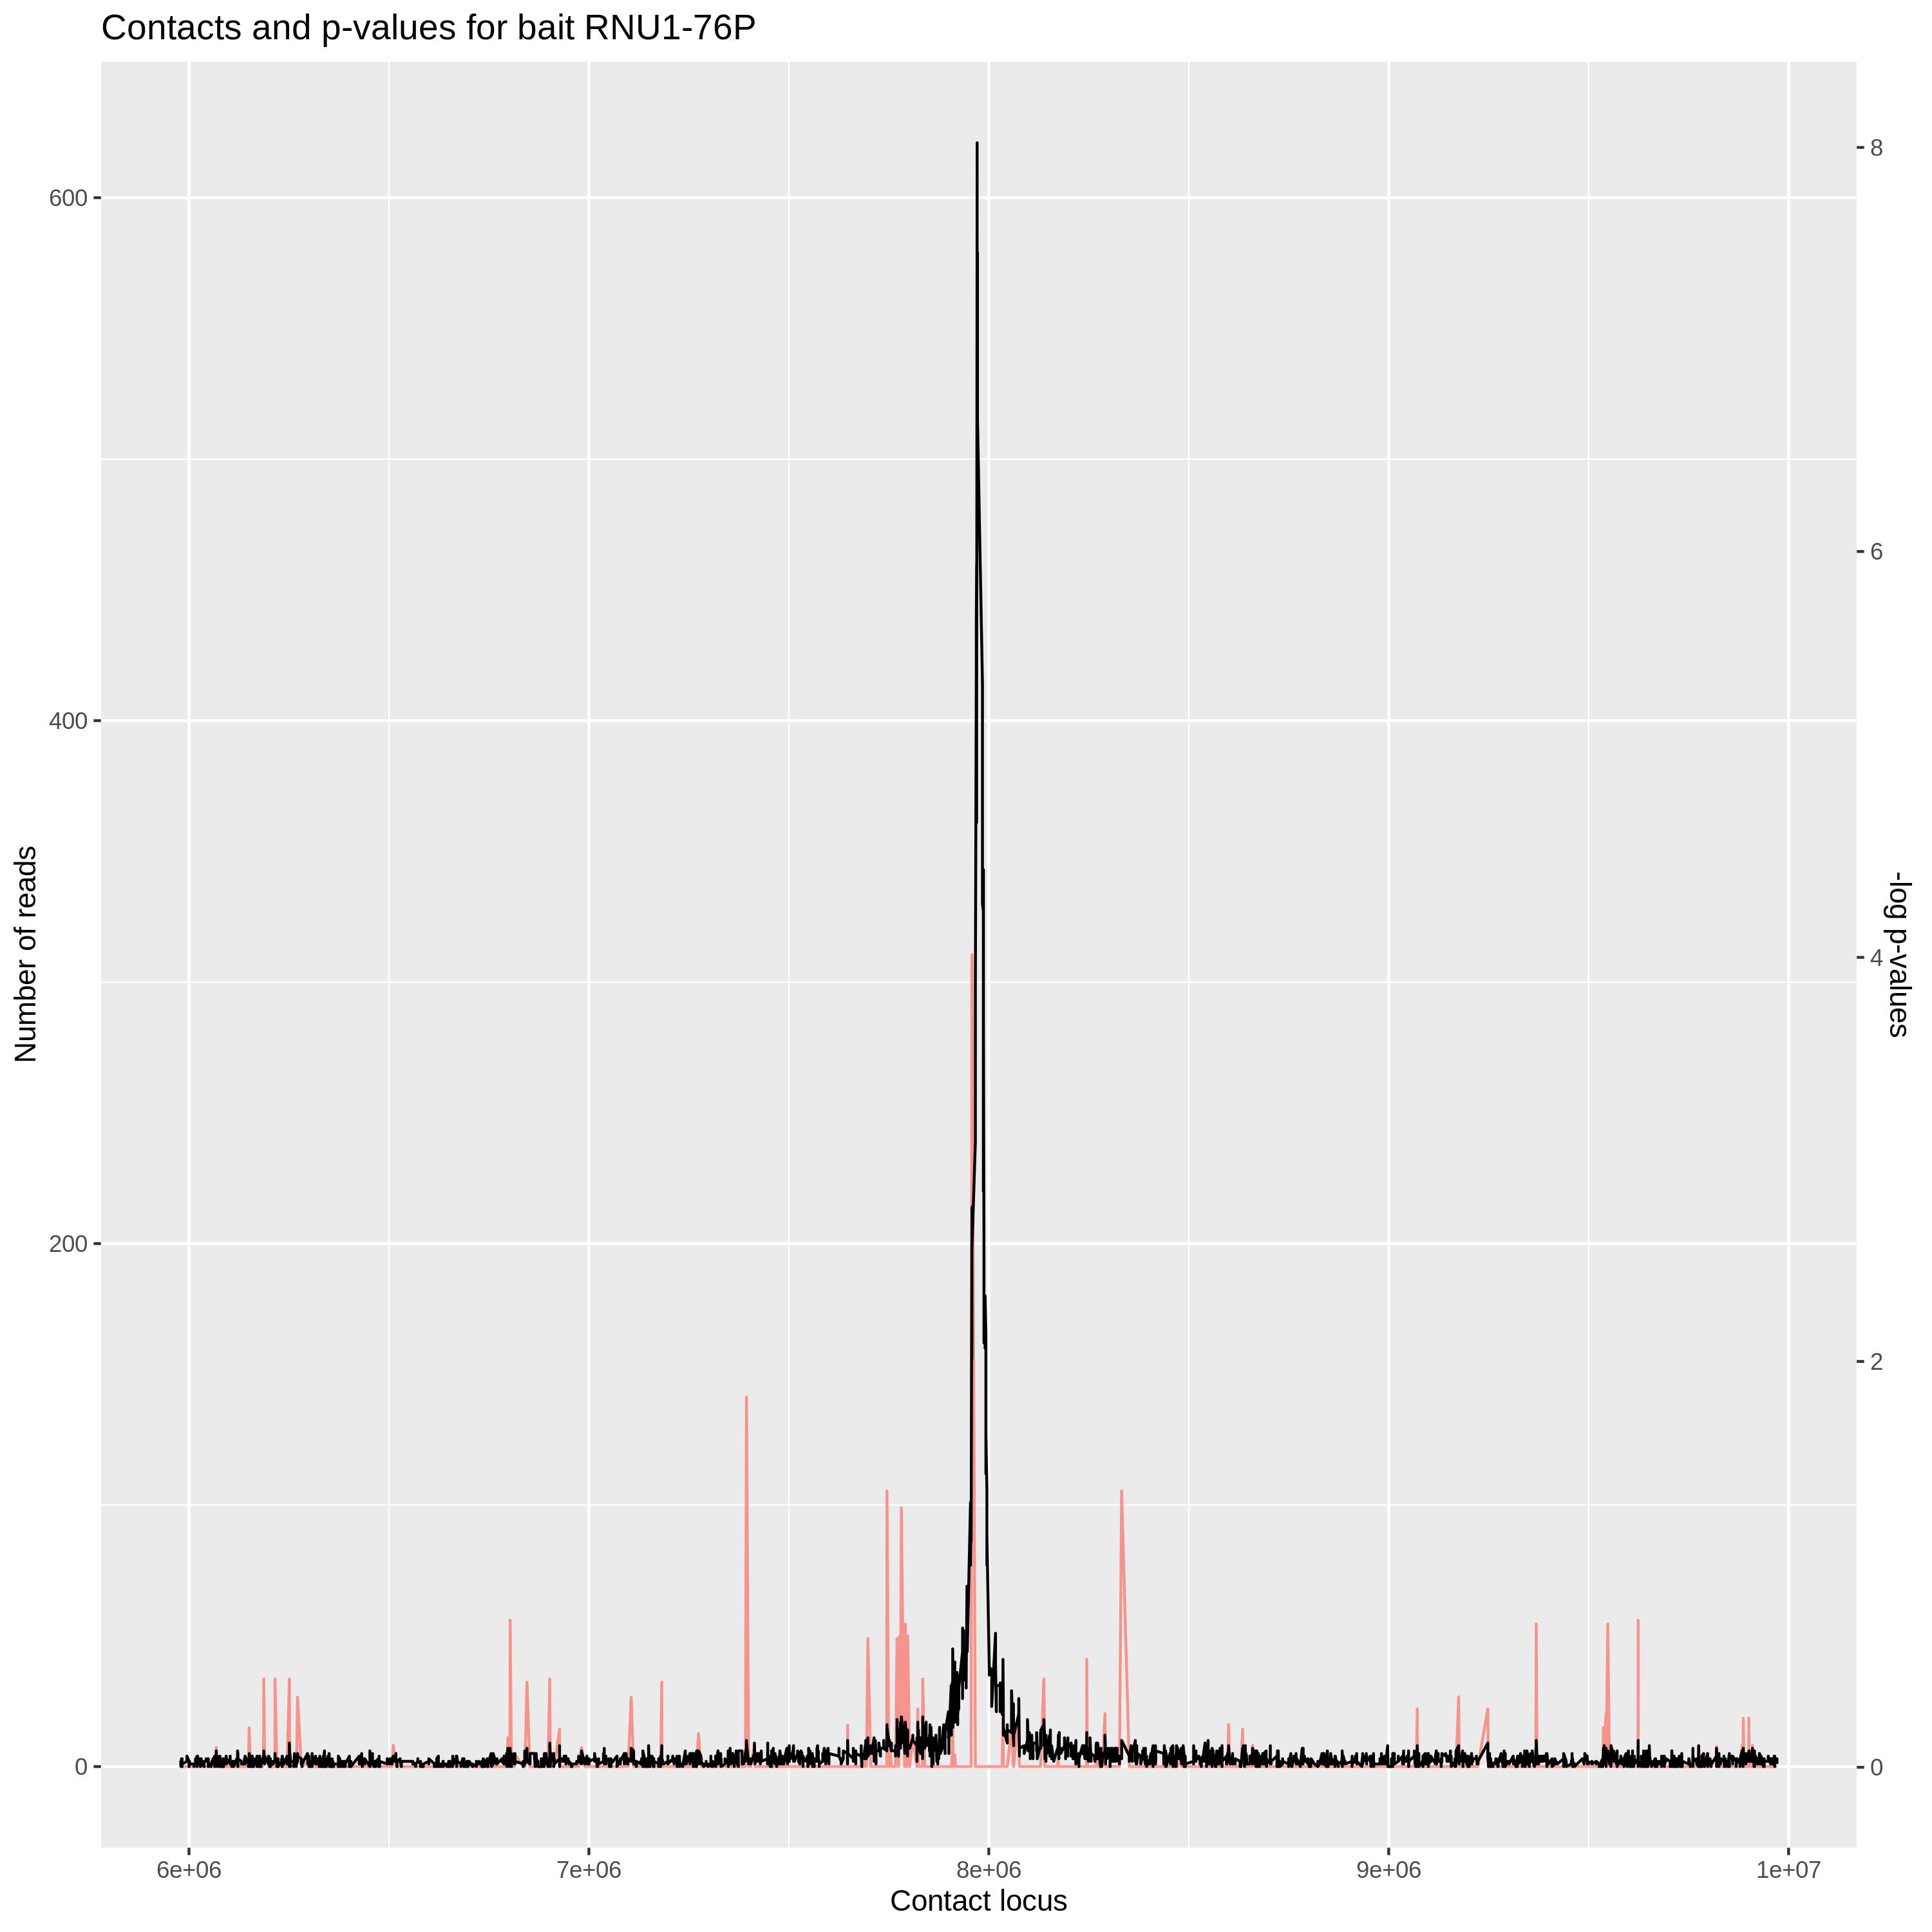 Contacts and p-values for bait RNU1-76P
Number of reads
600
400
200
0
8
6
4
2
0
-log p-values
6e+06
7e+06
8e+06
9e+06
1e+07
Contact locus